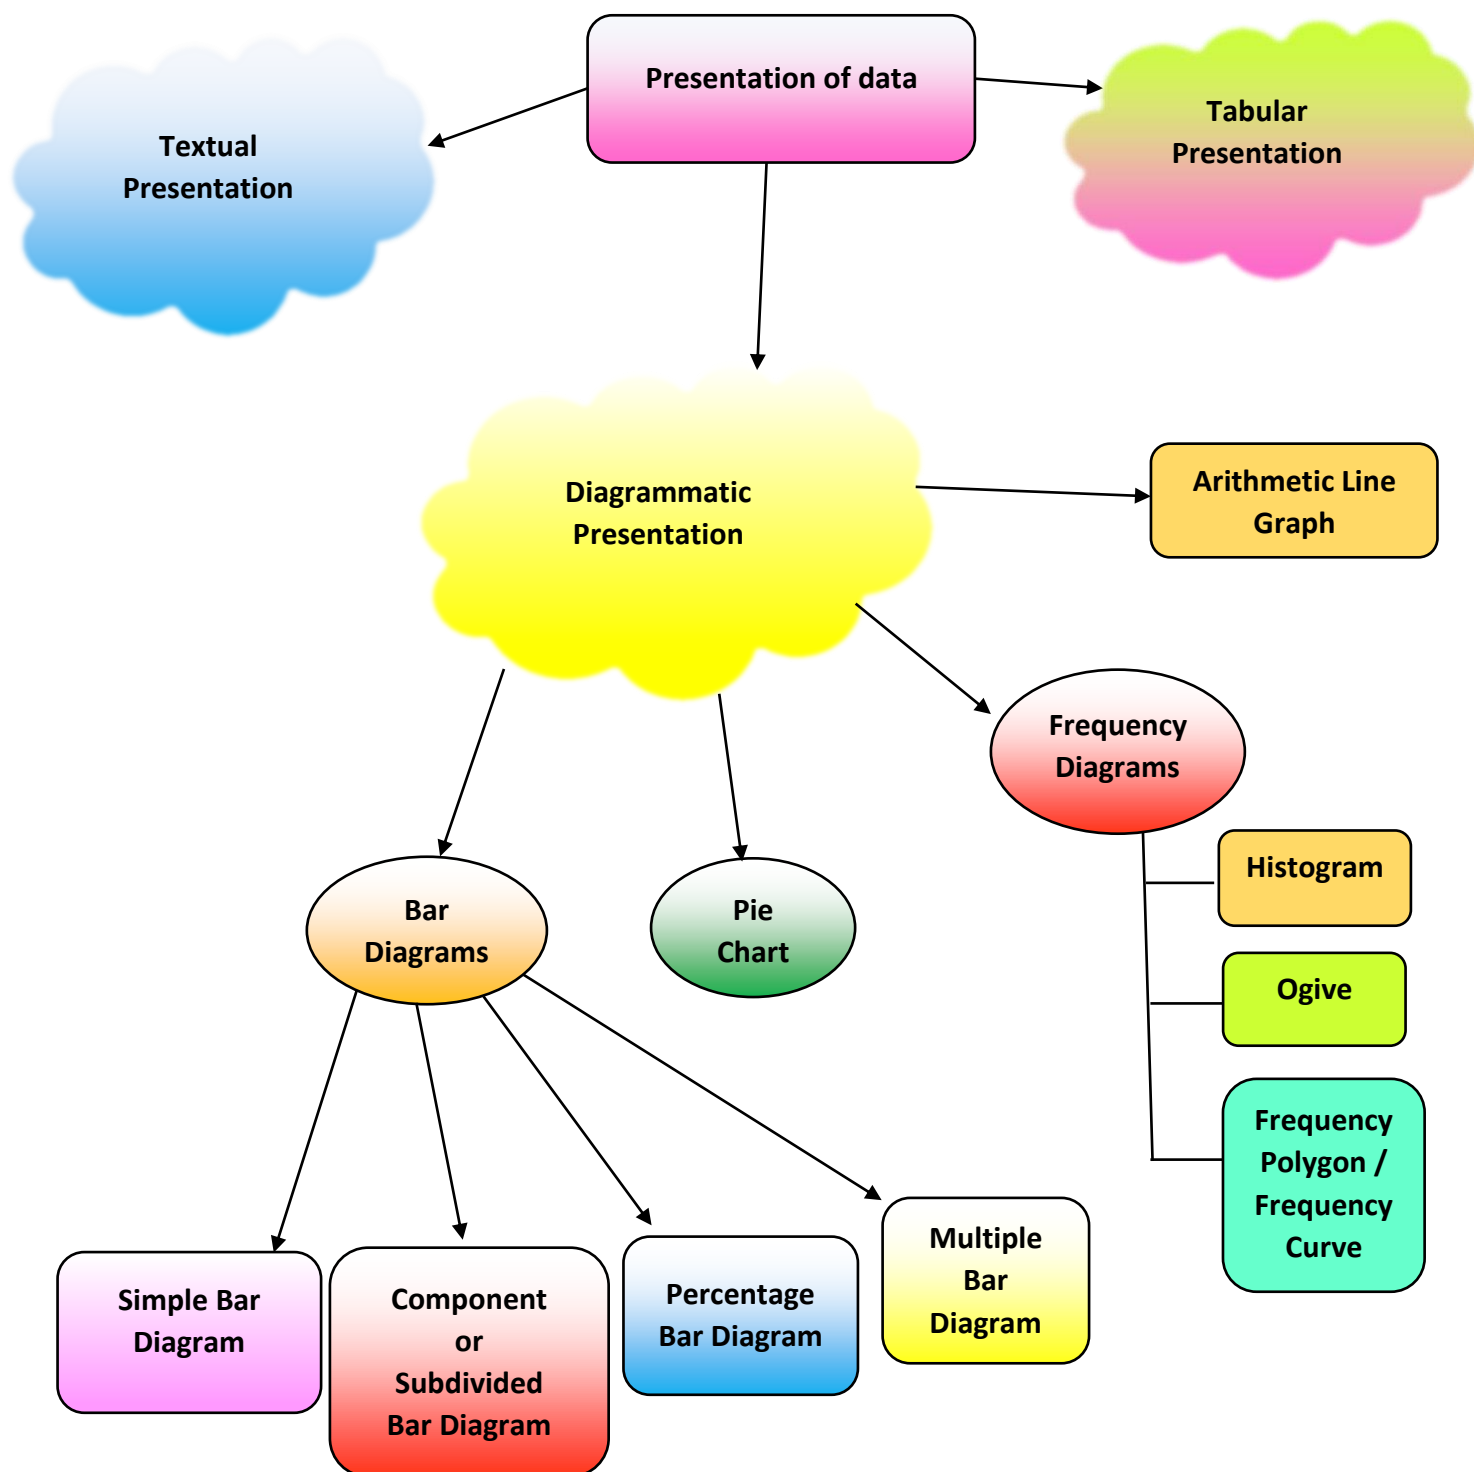 Presentation of data
Textual
Presentation
Tabular
Presentation
Diagrammatic
Presentation
Arithmetic Line
Graph
Frequency
Diagrams
Histogram
Ogive
Frequency
Polygon /
Frequency
Curve
Bar
Diagrams
Pie
Chart
Simple Bar
Diagram
Component
or
Subdivided
Bar Diagram
Percentage
Bar Diagram
Multiple
Bar
Diagram